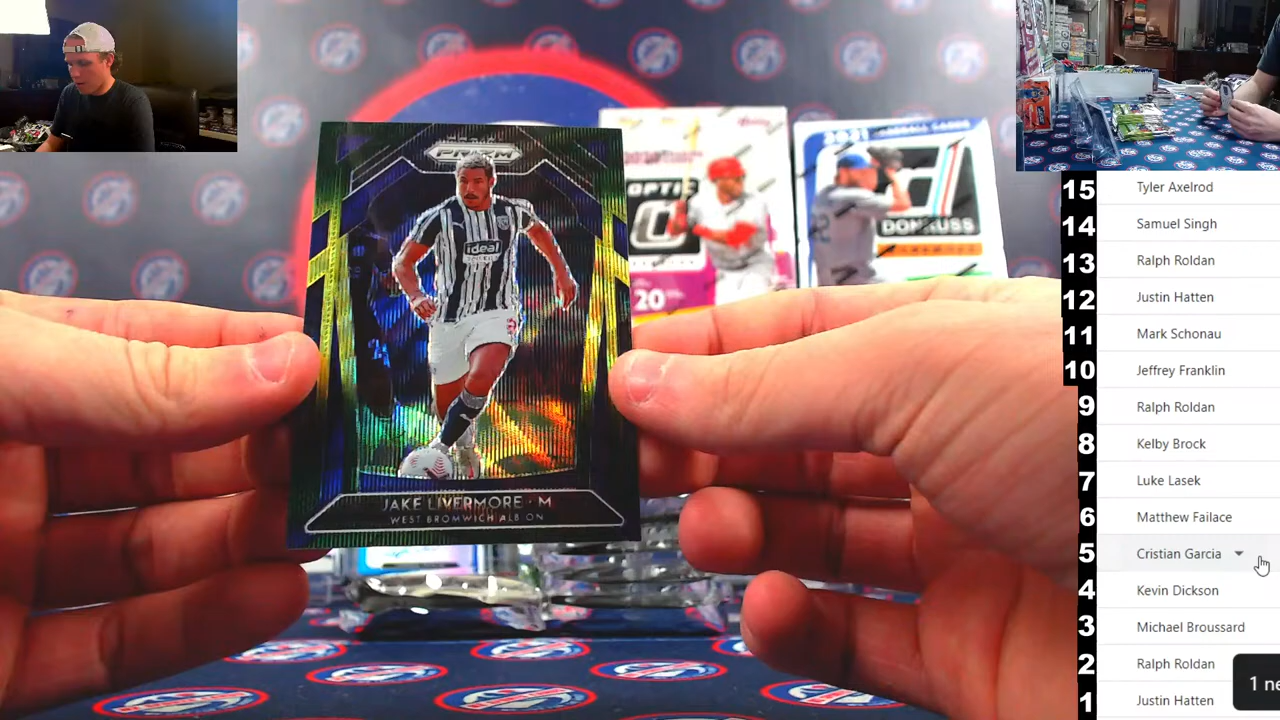 PRIZM
ideal
JAKE LIVERMORE · M
WEST BROMWICH ALBION
OPTIC
20
2021
DONRUSS
15 Tyler Axelrod
14 Samuel Singh
13 Ralph Roldan
12 Justin Hatten
11 Mark Schonau
10 Jeffrey Franklin
9 Ralph Roldan
8 Kelby Brock
7 Luke Lasek
6 Matthew Failace
5 Cristian Garcia
4 Kevin Dickson
3 Michael Broussard
2 Ralph Roldan
1 Justin Hatten
1 ne